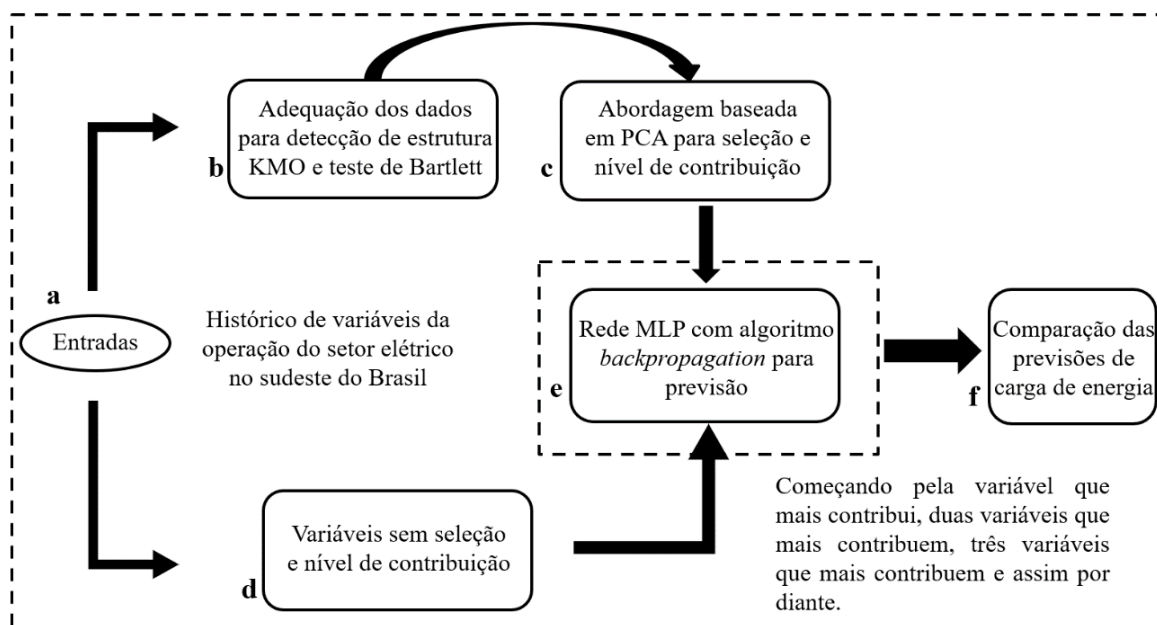 Adequação dos dados
para detecção de estrutura
KMO e teste de Bartlett
b
Abordagem baseada
em PCA para seleção e
nível de contribuição
c
a
Entradas
Histórico de variáveis da
operação do setor elétrico
no sudeste do Brasil
Rede MLP com algoritmo
backpropagation para
previsão
e
Comparação das
previsões de
carga de energia
f
Variáveis sem seleção
e nível de contribuição
d
Começando pela variável que
mais contribui, duas variáveis que
mais contribuem, três variáveis
que mais contribuem e assim por
diante.